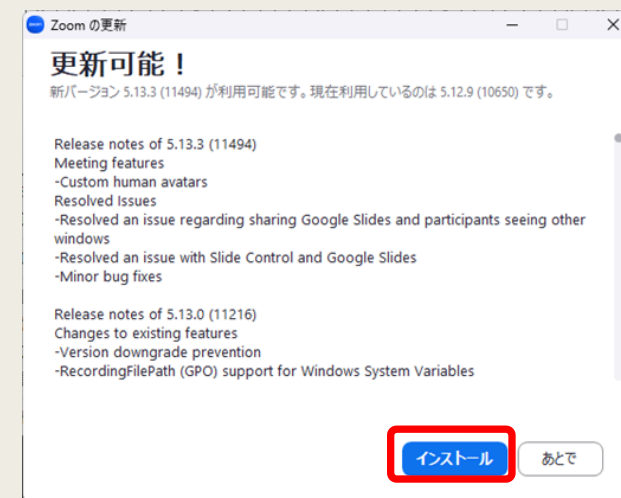 Zoom の更新
更新可能！
新バージョン 5.13.3 (11494) が利用可能です。現在利用しているのは 5.12.9 (10650) です。
Release notes of 5.13.3 (11494)
Meeting features
-Custom human avatars
Resolved Issues
-Resolved an issue regarding sharing Google Slides and participants seeing other
windows
-Resolved an issue with Slide Control and Google Slides
-Minor bug fixes
Release notes of 5.13.0 (11216)
Changes to existing features
-Version downgrade prevention
-RecordingFilePath (GPO) support for Windows System Variables
インストール
あとで